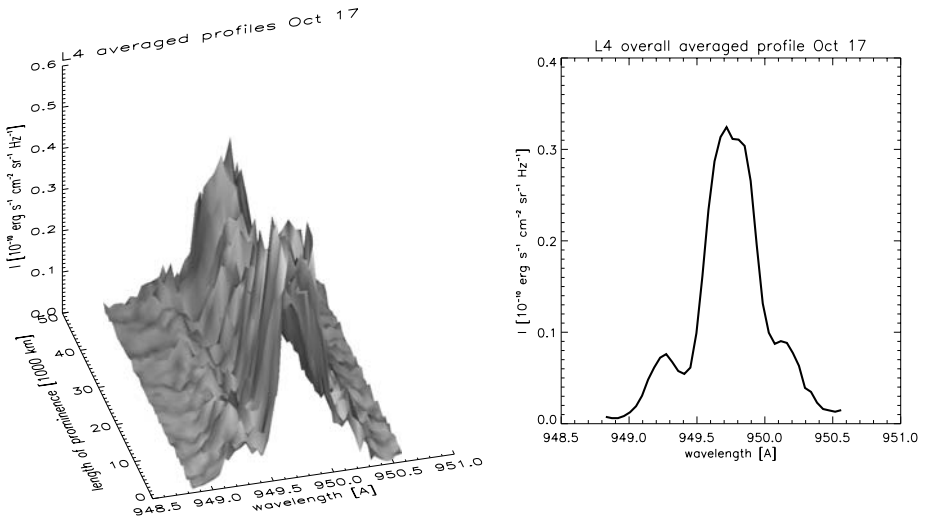 L4 averaged profiles Oct 17
0.6
0.5
0.4
0.3
0.2
0.1
0.0
I [10⁻¹⁰ erg s⁻¹ cm⁻² sr⁻¹ Hz⁻¹]
50
40
30
20
10
0
length of prominence [1000 km]
948.5 949.0 949.5 950.0 950.5 951.0
wavelength [A]
L4 overall averaged profile Oct 17
0.4
0.3
0.2
0.1
0.0
I [10⁻¹⁰ erg s⁻¹ cm⁻² sr⁻¹ Hz⁻¹]
948.5 949.0 949.5 950.0 950.5 951.0
wavelength [A]